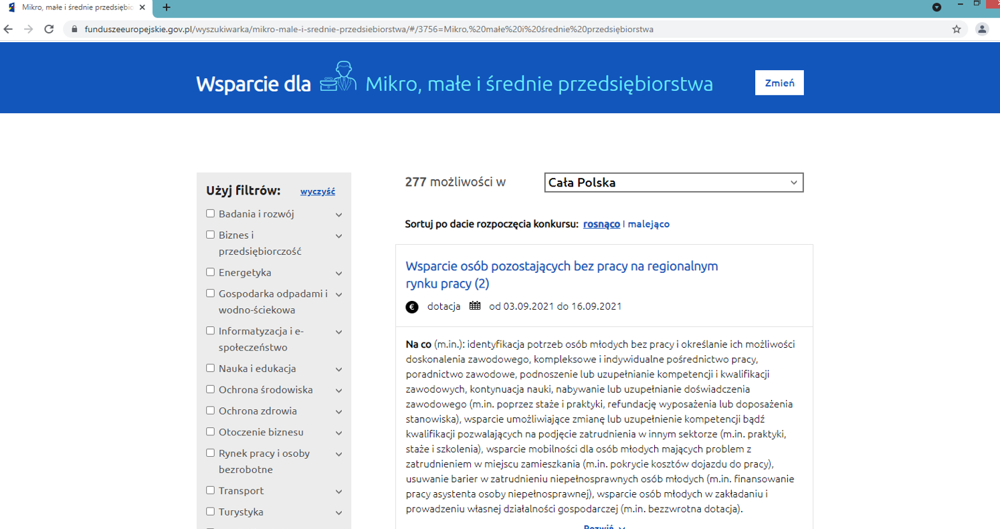 Mikro, małe i średnie przedsiębio
funduszeeuropejskie.gov.pl/wyszukiwarka/mikro-male-i-srednie-przedsiebiorstwa/#/3756=Mikro,%20małe%20i%20średnie%20przedsiębiorstwa
Wsparcie dla Mikro, małe i średnie przedsiębiorstwa
Zmień
Użyj filtrów: wyczyść
Badania i rozwój
Biznes i
przedsiębiorczość
Energetyka
Gospodarka odpadami i
wodno-ściekowa
Informatyzacja i e-
społeczeństwo
Nauka i edukacja
Ochrona środowiska
Ochrona zdrowia
Otoczenie biznesu
Rynek pracy i osoby
bezrobotne
Transport
Turystyka
277 możliwości w Cała Polska
Sortuj po dacie rozpoczęcia konkursu: rosnąco | malejąco
Wsparcie osób pozostających bez pracy na regionalnym
rynku pracy (2)
€ dotacja od 03.09.2021 do 16.09.2021
Na co (m.in.): identyfikacja potrzeb osób młodych bez pracy i określanie ich możliwości
doskonalenia zawodowego, kompleksowe i indywidualne pośrednictwo pracy,
poradnictwo zawodowe, podnoszenie lub uzupełnianie kompetencji i kwalifikacji
zawodowych, kontynuacja nauki, nabywanie lub uzupełnianie doświadczenia
zawodowego (m.in. poprzez staże i praktyki, refundację wyposażenia lub doposażenia
stanowiska), wsparcie umożliwiające zmianę lub uzupełnienie kompetencji bądź
kwalifikacji pozwalających na podjęcie zatrudnienia w innym sektorze (m.in. praktyki,
staże i szkolenia), wsparcie mobilności dla osób młodych mających problem z
zatrudnieniem w miejscu zamieszkania (m.in. pokrycie kosztów dojazdu do pracy),
usuwanie barier w zatrudnieniu niepełnosprawnych osób młodych (m.in. finansowanie
pracy asystenta osoby niepełnosprawnej), wsparcie osób młodych w zakładaniu i
prowadzeniu własnej działalności gospodarczej (m.in. bezzwrotna dotacja).
Rozwiń